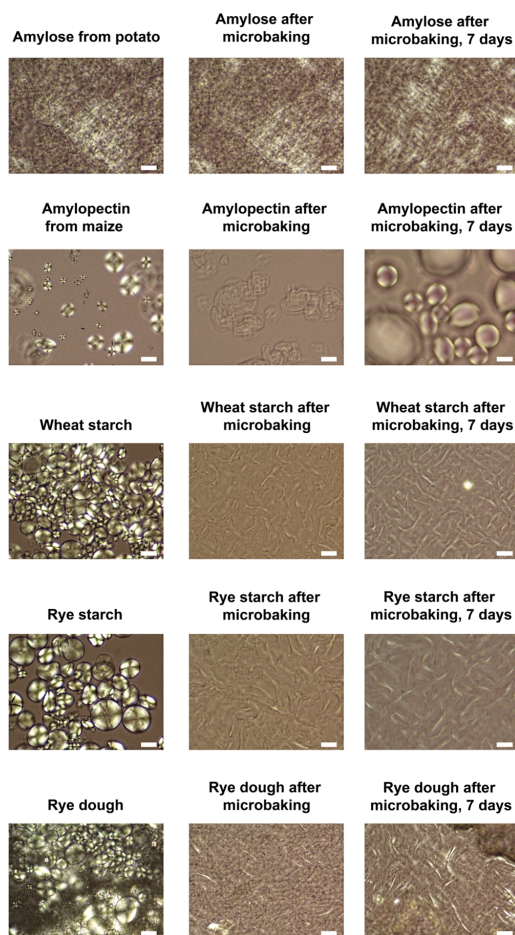 Amylose from potato
Amylose after
microbaking
Amylose after
microbaking, 7 days
Amylopectin
from maize
Amylopectin after
microbaking
Amylopectin after
microbaking, 7 days
Wheat starch
Wheat starch after
microbaking
Wheat starch after
microbaking, 7 days
Rye starch
Rye starch after
microbaking
Rye starch after
microbaking, 7 days
Rye dough
Rye dough after
microbaking
Rye dough after
microbaking, 7 days